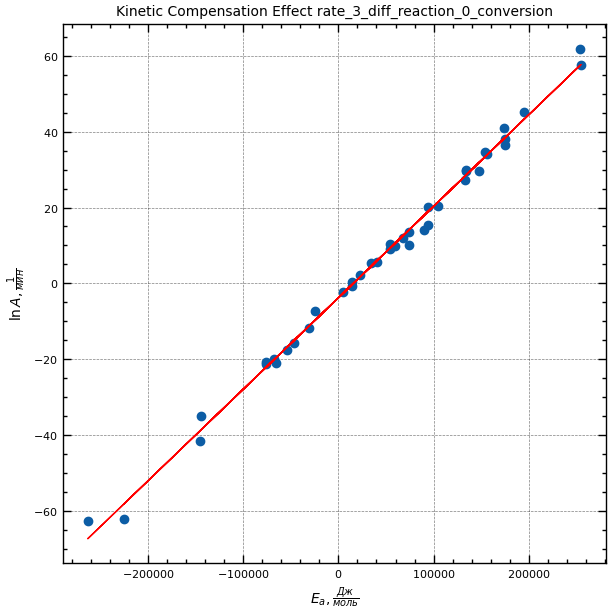 Kinetic Compensation Effect rate_3_diff_reaction_0_conversion
60
40
20
0
−20
−40
−60
ln A, 1/мин
−200000 −100000 0 100000 200000
E_a, Дж/моль